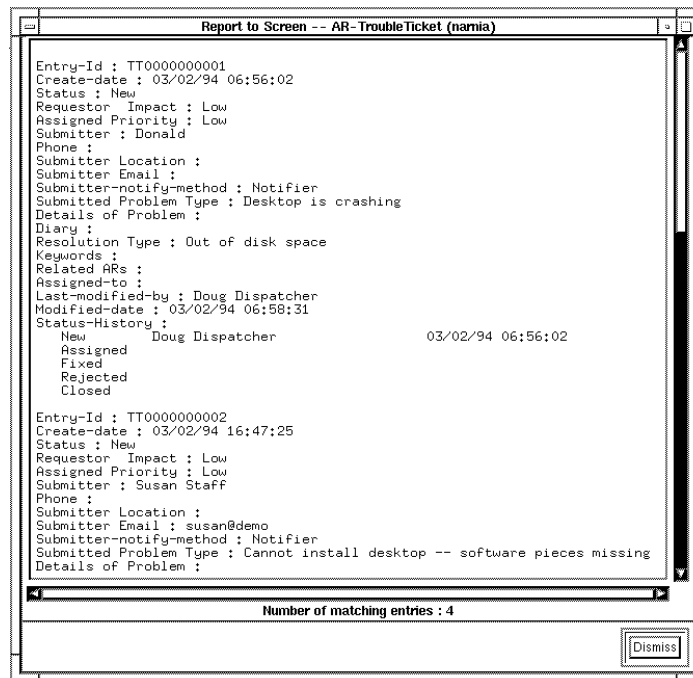 Report to Screen -- AR-TroubleTicket (narnia)
Entry-Id : TT0000000001
Create-date : 03/02/94 06:56:02
Status : New
Requestor  Impact : Low
Assigned Priority : Low
Submitter : Donald
Phone :
Submitter Location :
Submitter Email :
Submitter-notify-method : Notifier
Submitted Problem Type : Desktop is crashing
Details of Problem :
Diary :
Resolution Type : Out of disk space
Keywords :
Related ARs :
Assigned-to :
Last-modified-by : Doug Dispatcher
Modified-date : 03/02/94 06:58:31
Status-History :
New Doug Dispatcher 03/02/94 06:56:02
Assigned
Fixed
Rejected
Closed
Entry-Id : TT0000000002
Create-date : 03/02/94 16:47:25
Status : New
Requestor  Impact : Low
Assigned Priority : Low
Submitter : Susan Staff
Phone :
Submitter Location :
Submitter Email : susan@demo
Submitter-notify-method : Notifier
Submitted Problem Type : Cannot install desktop -- software pieces missing
Details of Problem :
Number of matching entries : 4
Dismiss